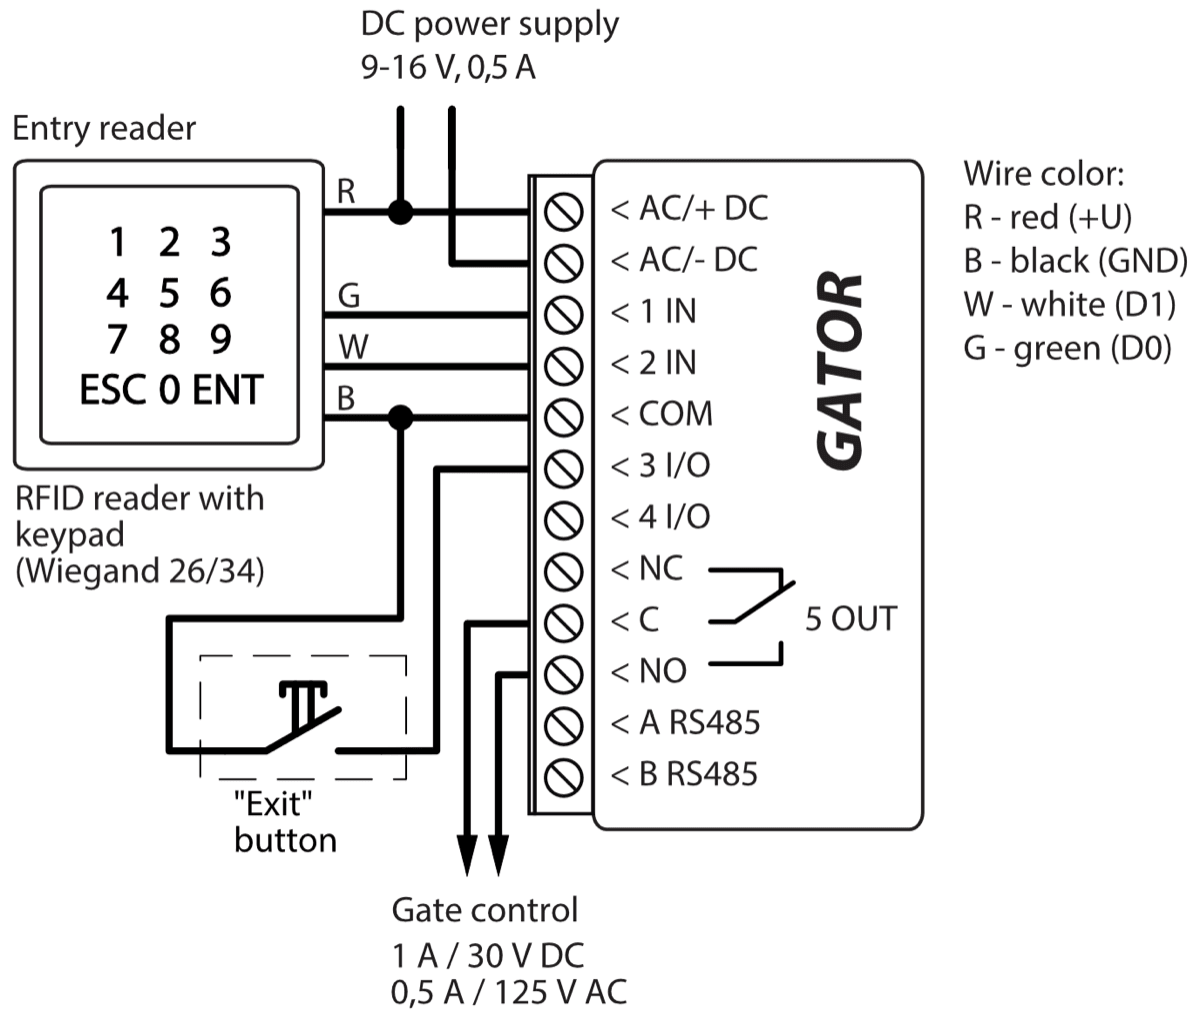 DC power supply
9-16 V, 0,5 A
Entry reader
R
1 2 3
4 5 6
7 8 9
ESC 0 ENT
G
W
B
RFID reader with
keypad
(Wiegand 26/34)
"Exit"
button
< AC/+ DC
< AC/- DC
< 1 IN
< 2 IN
< COM
< 3 I/O
< 4 I/O
< NC
< C
< NO
< A RS485
< B RS485
5 OUT
GATOR
Wire color:
R - red (+U)
B - black (GND)
W - white (D1)
G - green (D0)
Gate control
1 A / 30 V DC
0,5 A / 125 V AC